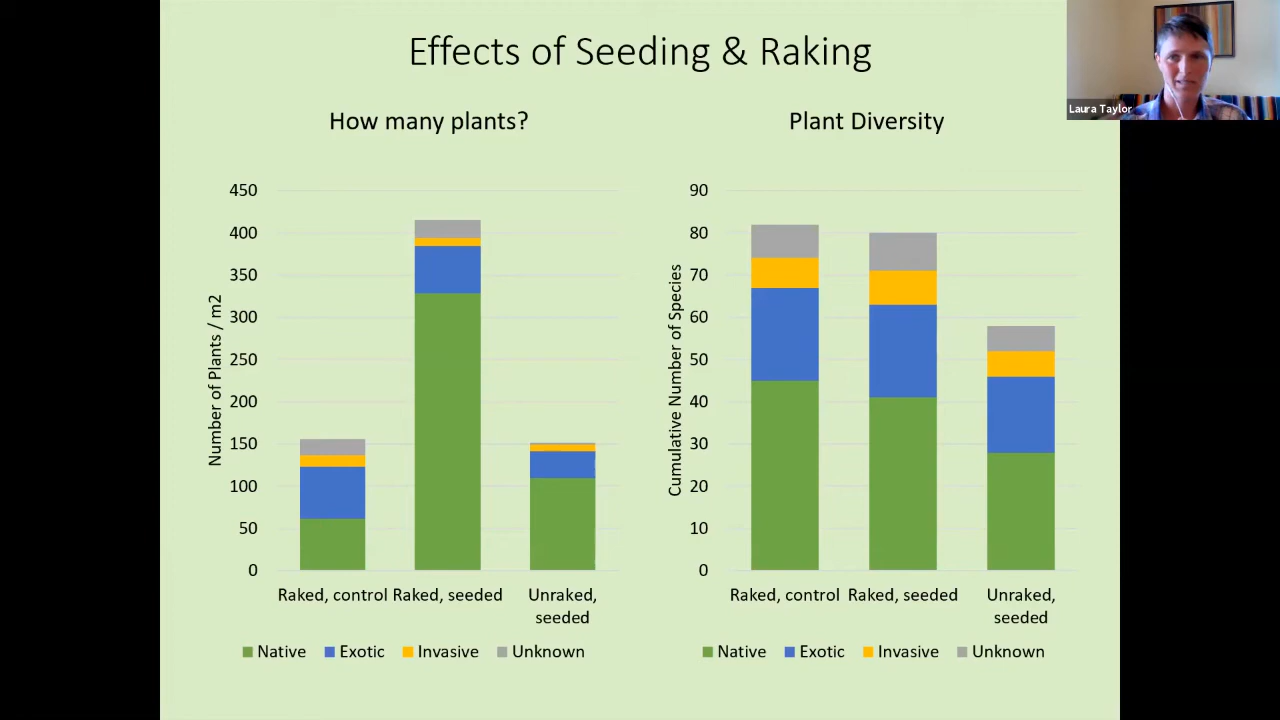 Effects of Seeding & Raking
Laura Taylor
How many plants?
Number of Plants / m2
450
400
350
300
250
200
150
100
50
0
Raked, control
Raked, seeded
Unraked,
seeded
Native
Exotic
Invasive
Unknown
Plant Diversity
Cumulative Number of Species
90
80
70
60
50
40
30
20
10
0
Raked, control
Raked, seeded
Unraked,
seeded
Native
Exotic
Invasive
Unknown